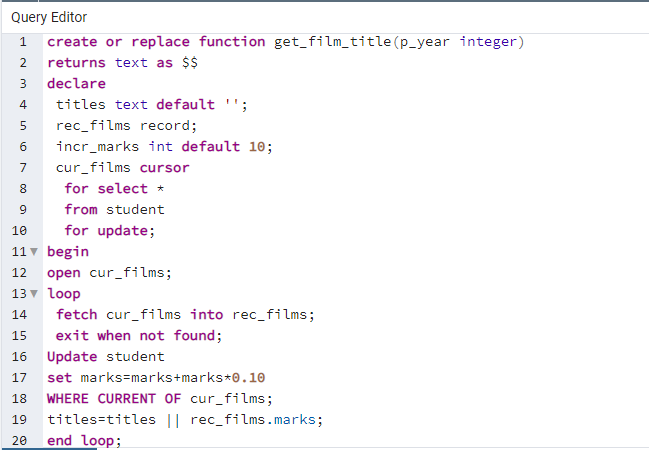 Query Editor
1 create or replace function get_film_title(p_year integer)
2 returns text as $$
3 declare
4 titles text default '';
5 rec_films record;
6 incr_marks int default 10;
7 cur_films cursor
8 for select *
9 from student
10 for update;
11 begin
12 open cur_films;
13 loop
14 fetch cur_films into rec_films;
15 exit when not found;
16 Update student
17 set marks=marks+marks*0.10
18 WHERE CURRENT OF cur_films;
19 titles=titles || rec_films.marks;
20 end loop;